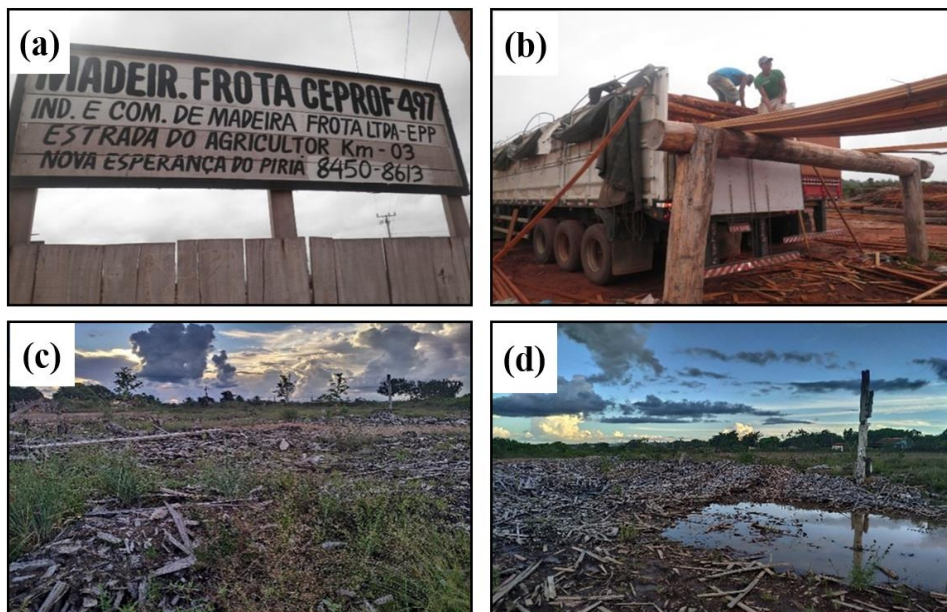 (a)
MADEIR. FROTA CEPROF 497
IND. E COM. DE MADEIRA FROTA LTDA-EPP
ESTRADA DO AGRICULTOR Km - 03
NOVA ESPERANÇA DO PIRIÁ 8450-8613
(b)
(c)
(d)